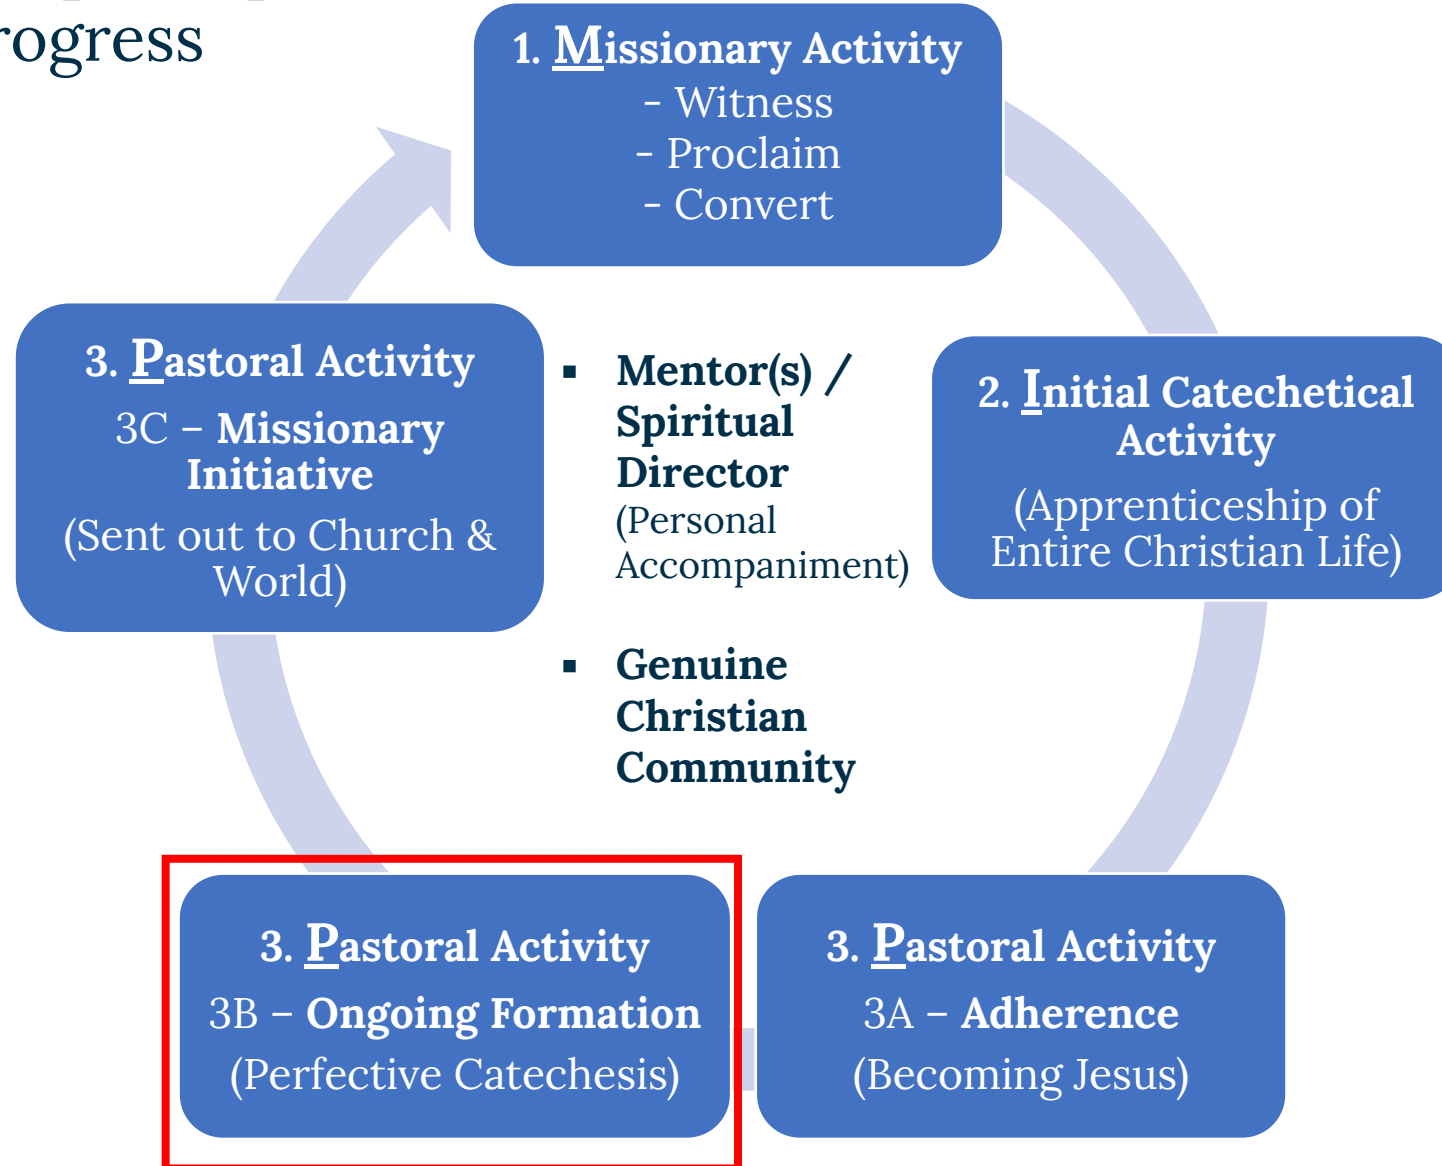 rogress
1. Missionary Activity
- Witness
- Proclaim
- Convert
2. Initial Catechetical
Activity
(Apprenticeship of
Entire Christian Life)
3. Pastoral Activity
3A – Adherence
(Becoming Jesus)
3. Pastoral Activity
3B – Ongoing Formation
(Perfective Catechesis)
3. Pastoral Activity
3C – Missionary
Initiative
(Sent out to Church &
World)
▪ Mentor(s) /
Spiritual
Director
(Personal
Accompaniment)
▪ Genuine
Christian
Community